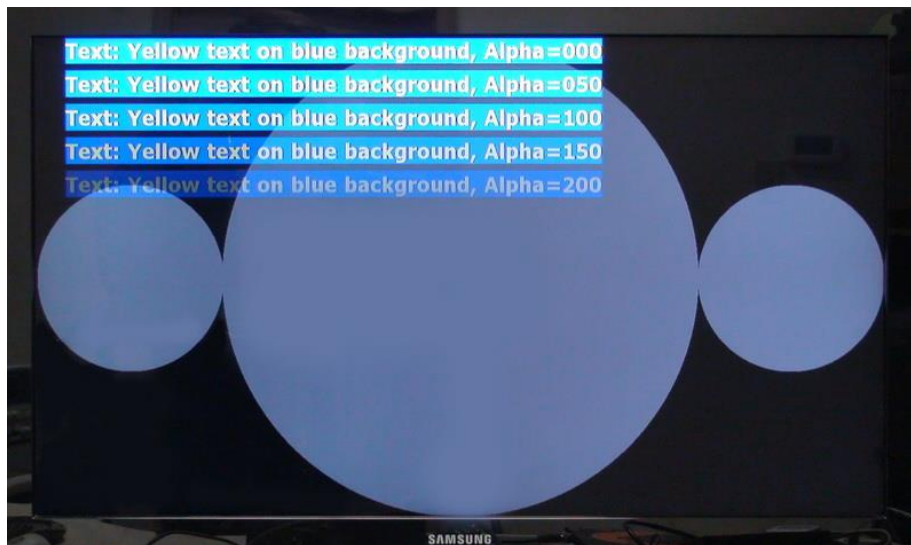 Text: Yellow text on blue background, Alpha=000
Text: Yellow text on blue background, Alpha=050
Text: Yellow text on blue background, Alpha=100
Text: Yellow text on blue background, Alpha=150
Text: Yellow text on blue background, Alpha=200
SAMSUNG